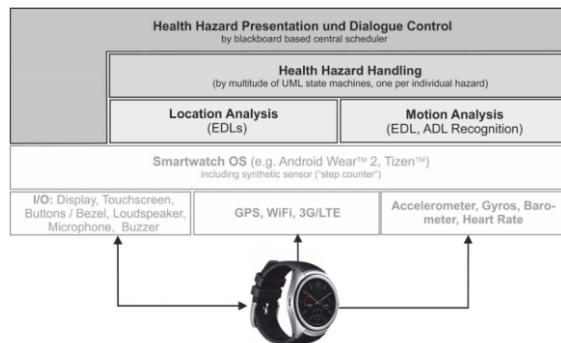 Health Hazard Presentation und Dialogue Control
by blackboard based central scheduler
Health Hazard Handling
(by multitude of UML state machines, one per individual hazard)
Location Analysis
(EDLs)
Motion Analysis
(EDL, ADL Recognition)
Smartwatch OS (e.g. Android Wear™ 2, Tizen™)
including synthetic sensor ("step counter")
I/O: Display, Touchscreen,
Buttons / Bezel, Loudspeaker,
Microphone, Buzzer
GPS, WiFi, 3G/LTE
Accelerometer, Gyros, Baro-
meter, Heart Rate